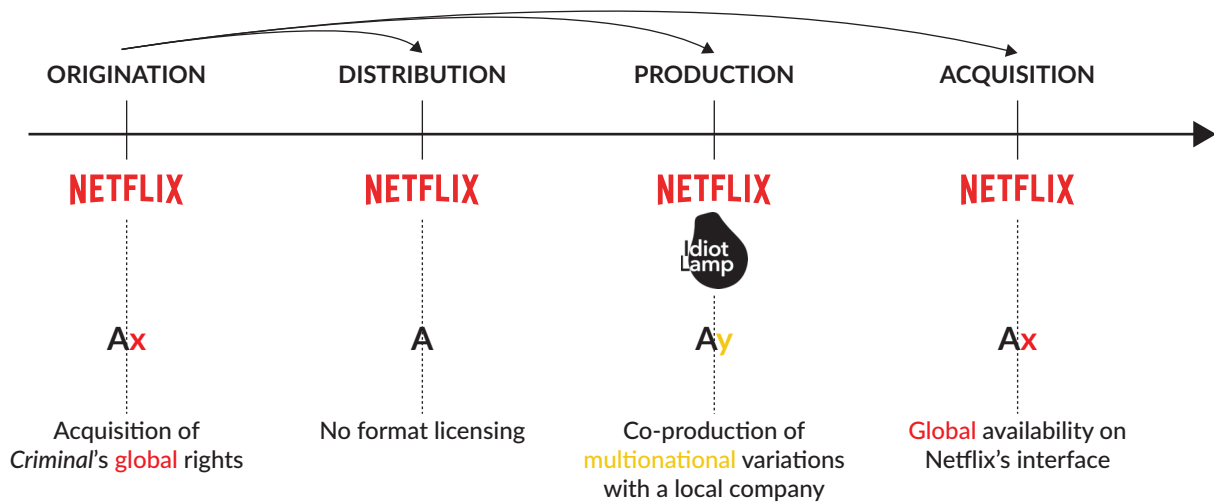 ORIGINATION DISTRIBUTION PRODUCTION ACQUISITION
NETFLIX NETFLIX NETFLIX NETFLIX
Idiot
Lamp
Ax A Ay Ax
Acquisition of
Criminal's global rights
No format licensing
Co-production of
multionational variations
with a local company
Global availability on
Netflix's interface